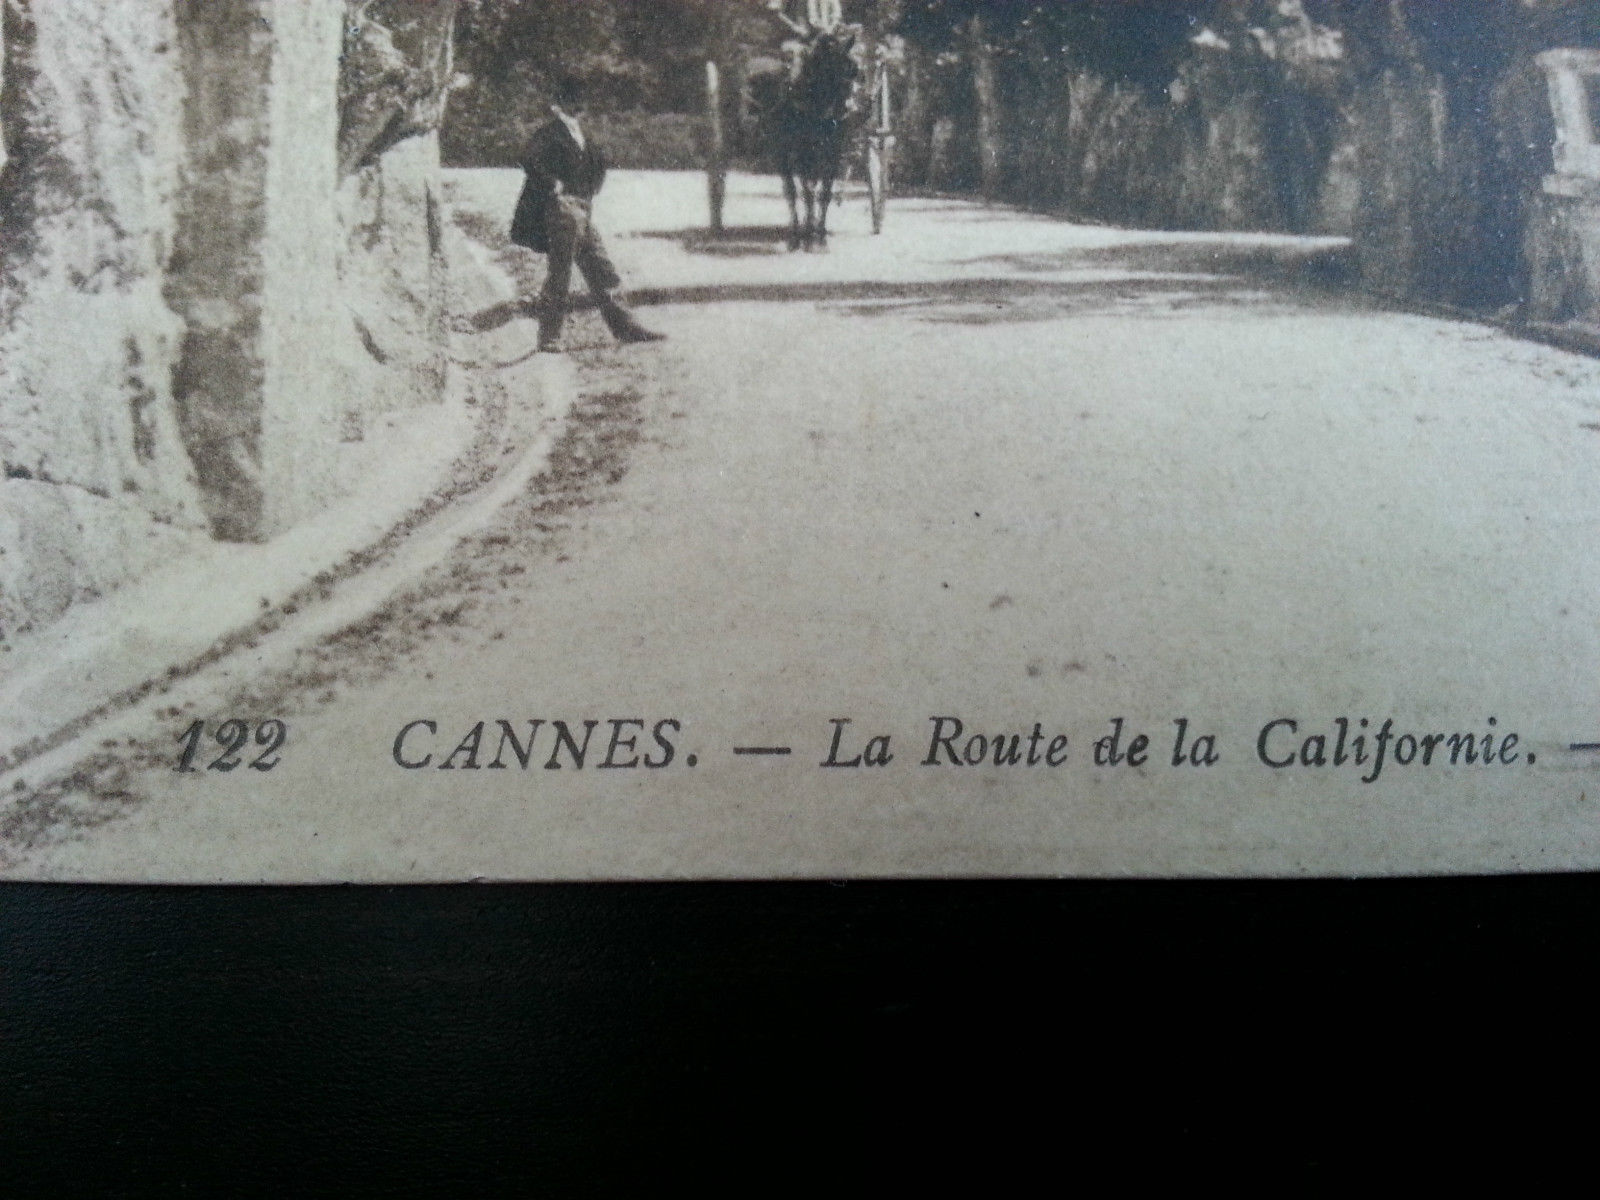 122 CANNES. — La Route de la Californie. —